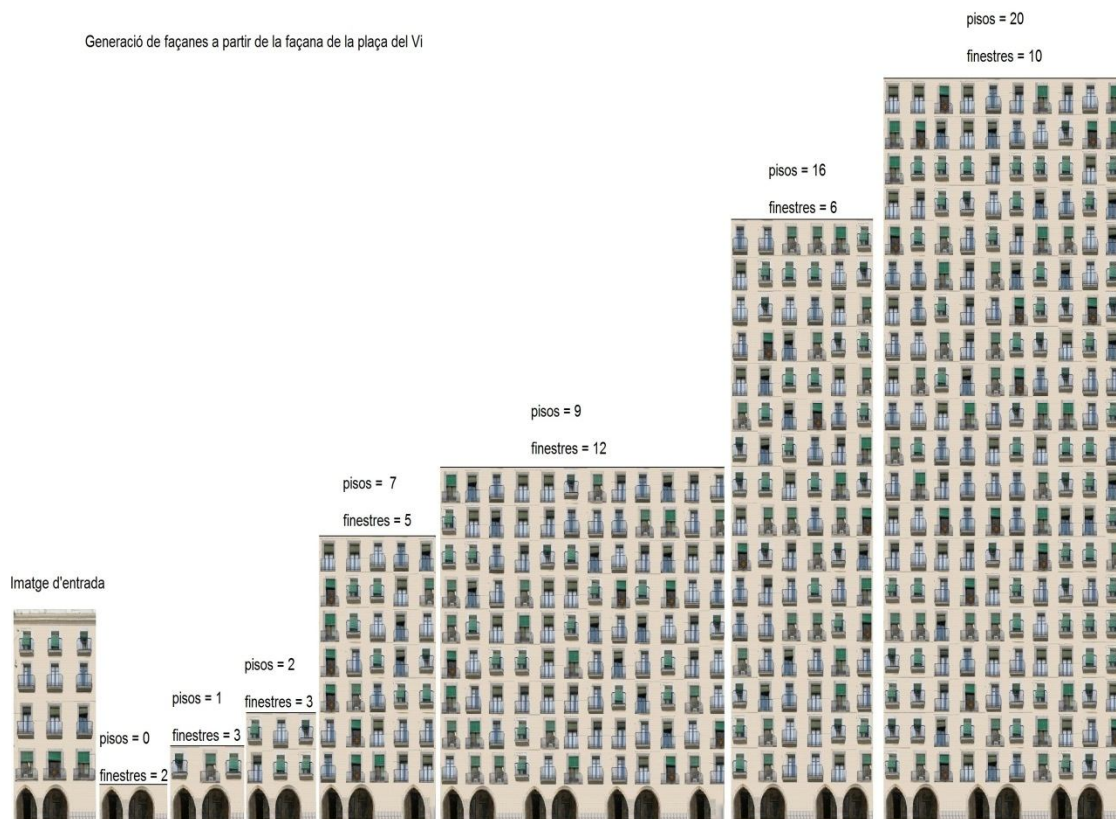 Generació de façanes a partir de la façana de la plaça del Vi
Imatge d'entrada
pisos = 0
finestres = 2
pisos = 1
finestres = 3
pisos = 2
finestres = 3
pisos = 7
finestres = 5
pisos = 9
finestres = 12
pisos = 16
finestres = 6
pisos = 20
finestres = 10